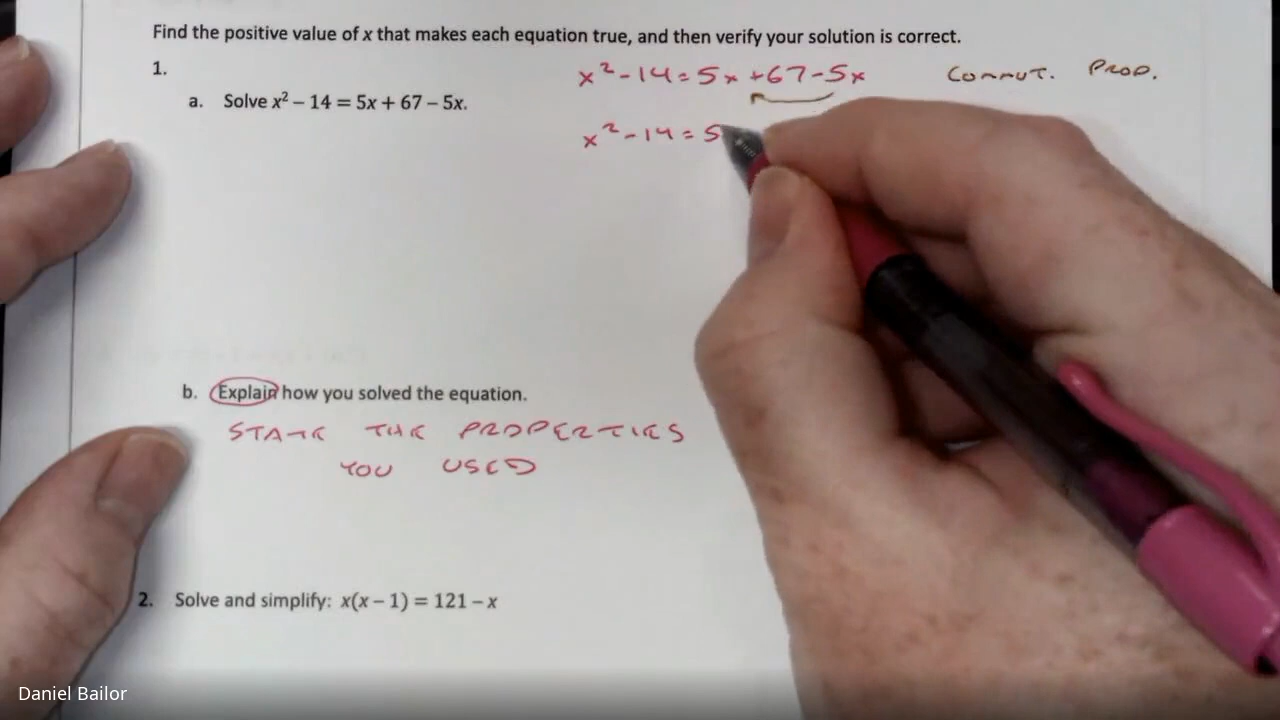 Find the positive value of x that makes each equation true, and then verify your solution is correct.
1.
x² - 14 = 5x + 67 - 5x COMMUT. PROP.
a. Solve x² – 14 = 5x + 67 – 5x.
x² - 14 = 5
b. Explain how you solved the equation.
STATE THE PROPERTIES
YOU USED
2. Solve and simplify: x(x – 1) = 121 – x
Daniel Bailor